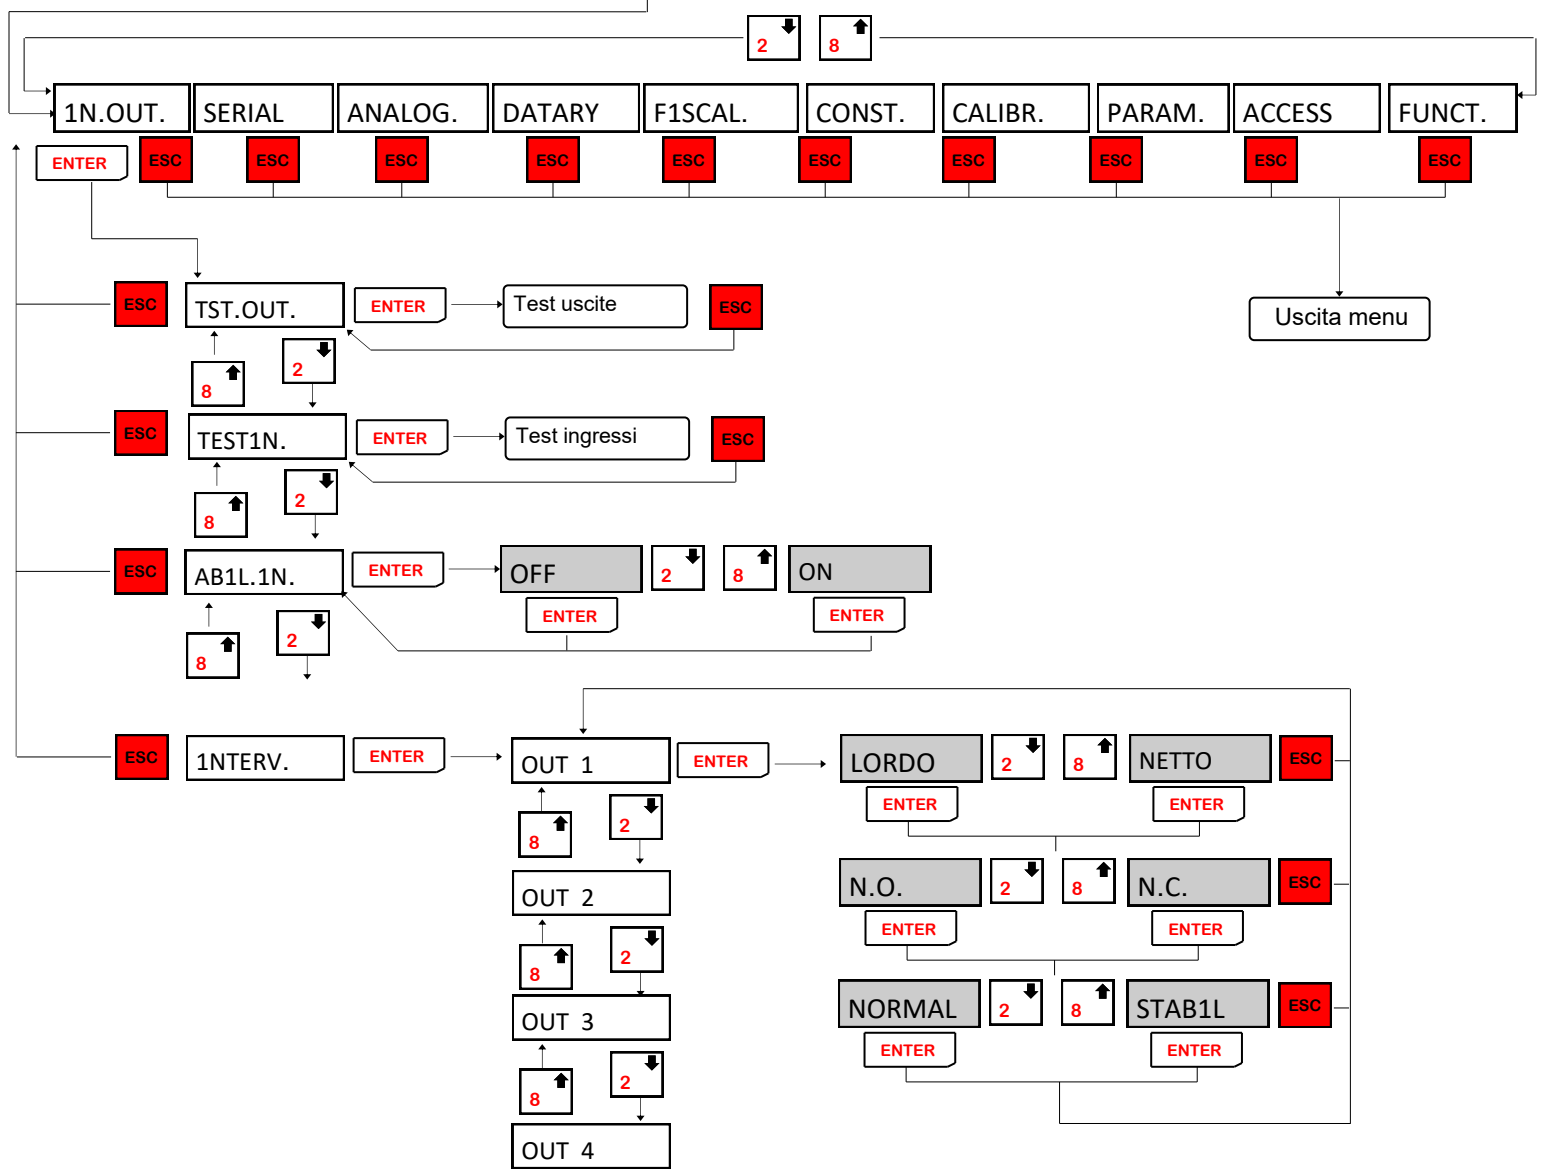 2 8
1N.OUT. SERIAL ANALOG. DATARY F1SCAL. CONST. CALIBR. PARAM. ACCESS FUNCT.
ENTER ESC ESC ESC ESC ESC ESC ESC ESC ESC ESC
ESC TST.OUT. ENTER Test uscite ESC Uscita menu
8 2
ESC TEST1N. ENTER Test ingressi ESC
8 2
ESC AB1L.1N. ENTER OFF 2 8 ON
ENTER ENTER
8 2
ESC 1NTERV. ENTER OUT 1 ENTER LORDO 2 8 NETTO ESC
ENTER ENTER
8 2
OUT 2 N.O. 2 8 N.C. ESC
ENTER ENTER
8 2
OUT 3 NORMAL 2 8 STAB1L ESC
ENTER ENTER
8 2
OUT 4